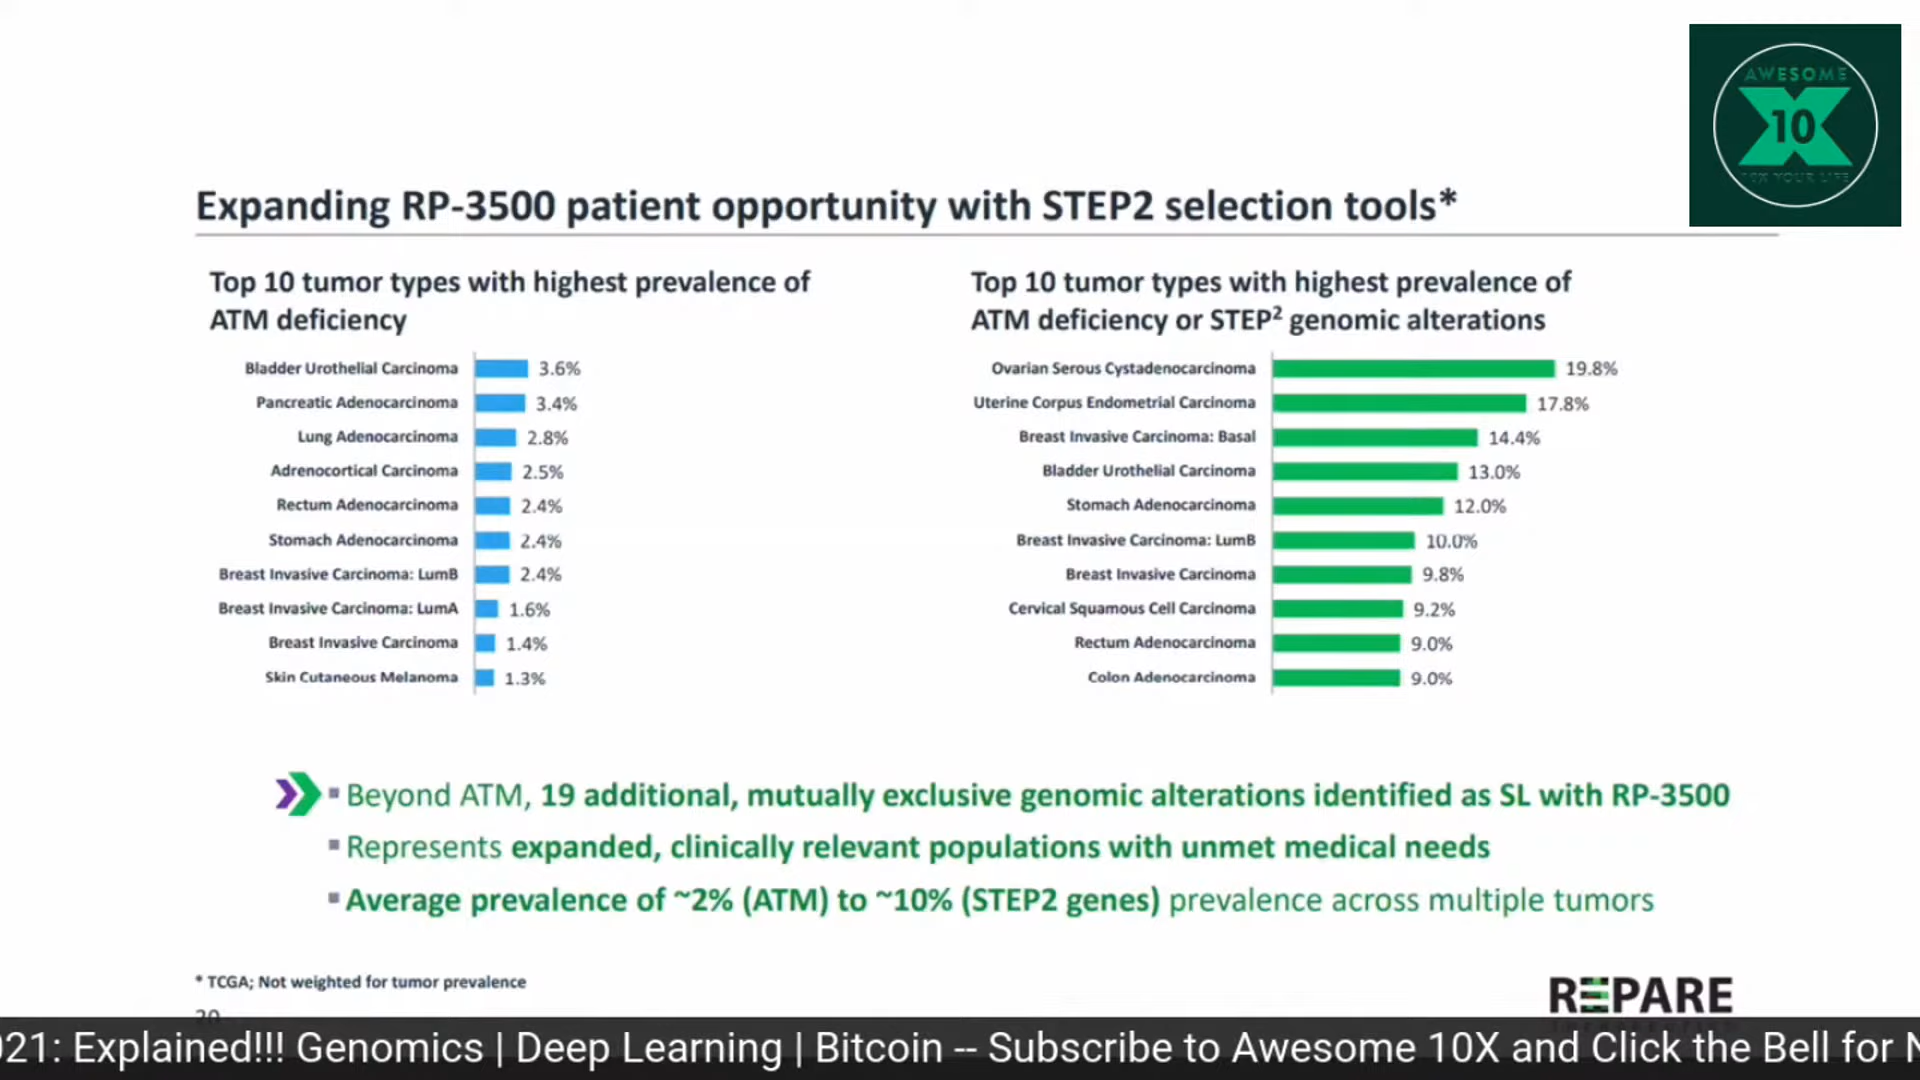 AWESOME
10
10X YOUR LIFE
Expanding RP-3500 patient opportunity with STEP2 selection tools*
Top 10 tumor types with highest prevalence of
ATM deficiency
Bladder Urothelial Carcinoma 3.6%
Pancreatic Adenocarcinoma 3.4%
Lung Adenocarcinoma 2.8%
Adrenocortical Carcinoma 2.5%
Rectum Adenocarcinoma 2.4%
Stomach Adenocarcinoma 2.4%
Breast Invasive Carcinoma: LumB 2.4%
Breast Invasive Carcinoma: LumA 1.6%
Breast Invasive Carcinoma 1.4%
Skin Cutaneous Melanoma 1.3%
Top 10 tumor types with highest prevalence of
ATM deficiency or STEP² genomic alterations
Ovarian Serous Cystadenocarcinoma 19.8%
Uterine Corpus Endometrial Carcinoma 17.8%
Breast Invasive Carcinoma: Basal 14.4%
Bladder Urothelial Carcinoma 13.0%
Stomach Adenocarcinoma 12.0%
Breast Invasive Carcinoma: LumB 10.0%
Breast Invasive Carcinoma 9.8%
Cervical Squamous Cell Carcinoma 9.2%
Rectum Adenocarcinoma 9.0%
Colon Adenocarcinoma 9.0%
▪ Beyond ATM, 19 additional, mutually exclusive genomic alterations identified as SL with RP-3500
▪ Represents expanded, clinically relevant populations with unmet medical needs
▪ Average prevalence of ~2% (ATM) to ~10% (STEP2 genes) prevalence across multiple tumors
* TCGA; Not weighted for tumor prevalence
REPARE
021: Explained!!! Genomics | Deep Learning | Bitcoin -- Subscribe to Awesome 10X and Click the Bell for N